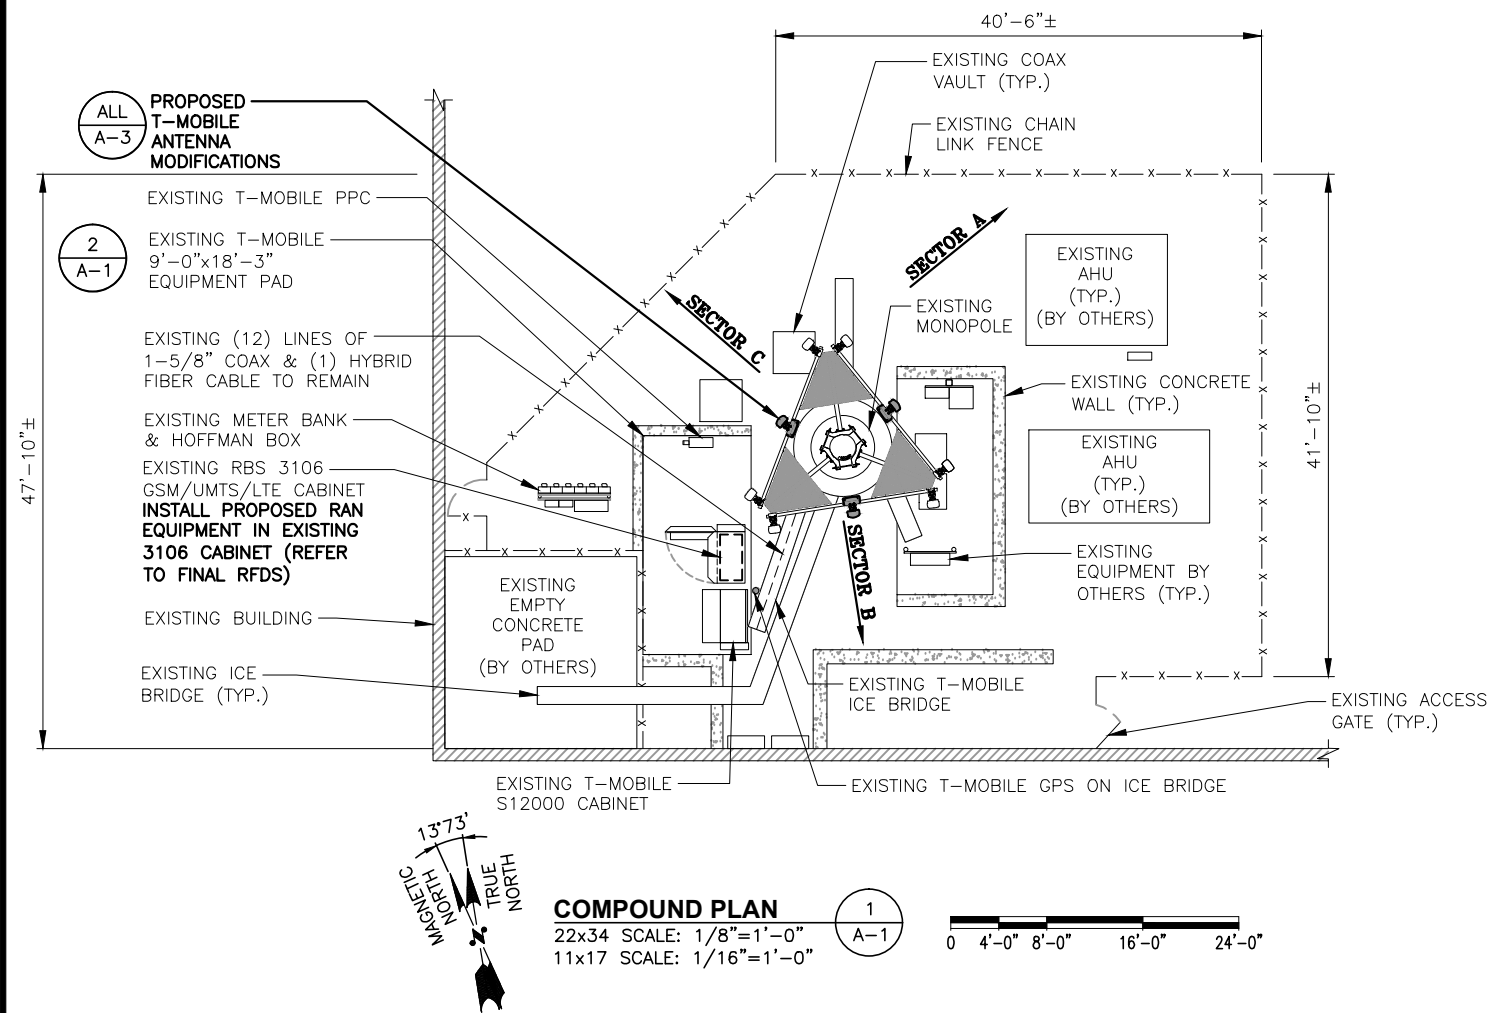 40'-6"±
EXISTING COAX
VAULT (TYP.)
ALL
A-3
PROPOSED
T-MOBILE
ANTENNA
MODIFICATIONS
EXISTING CHAIN
LINK FENCE
EXISTING T-MOBILE PPC
2
A-1
EXISTING T-MOBILE
9'-0"x18'-3"
EQUIPMENT PAD
SECTOR A
EXISTING
AHU
(TYP.)
(BY OTHERS)
SECTOR C
EXISTING
MONOPOLE
EXISTING (12) LINES OF
1-5/8" COAX & (1) HYBRID
FIBER CABLE TO REMAIN
EXISTING CONCRETE
WALL (TYP.)
47'-10"±
41'-10"±
EXISTING METER BANK
& HOFFMAN BOX
EXISTING
AHU
(TYP.)
(BY OTHERS)
EXISTING RBS 3106
GSM/UMTS/LTE CABINET
INSTALL PROPOSED RAN
EQUIPMENT IN EXISTING
3106 CABINET (REFER
TO FINAL RFDS)
SECTOR B
EXISTING
EQUIPMENT BY
OTHERS (TYP.)
EXISTING
EMPTY
CONCRETE
PAD
(BY OTHERS)
EXISTING BUILDING
EXISTING ICE
BRIDGE (TYP.)
EXISTING T-MOBILE
ICE BRIDGE
EXISTING ACCESS
GATE (TYP.)
EXISTING T-MOBILE
S12000 CABINET
EXISTING T-MOBILE GPS ON ICE BRIDGE
13°73'
MAGNETIC
NORTH
TRUE
NORTH
N
COMPOUND PLAN
22x34 SCALE: 1/8"=1'-0"
11x17 SCALE: 1/16"=1'-0"
1
A-1
0 4'-0" 8'-0" 16'-0" 24'-0"